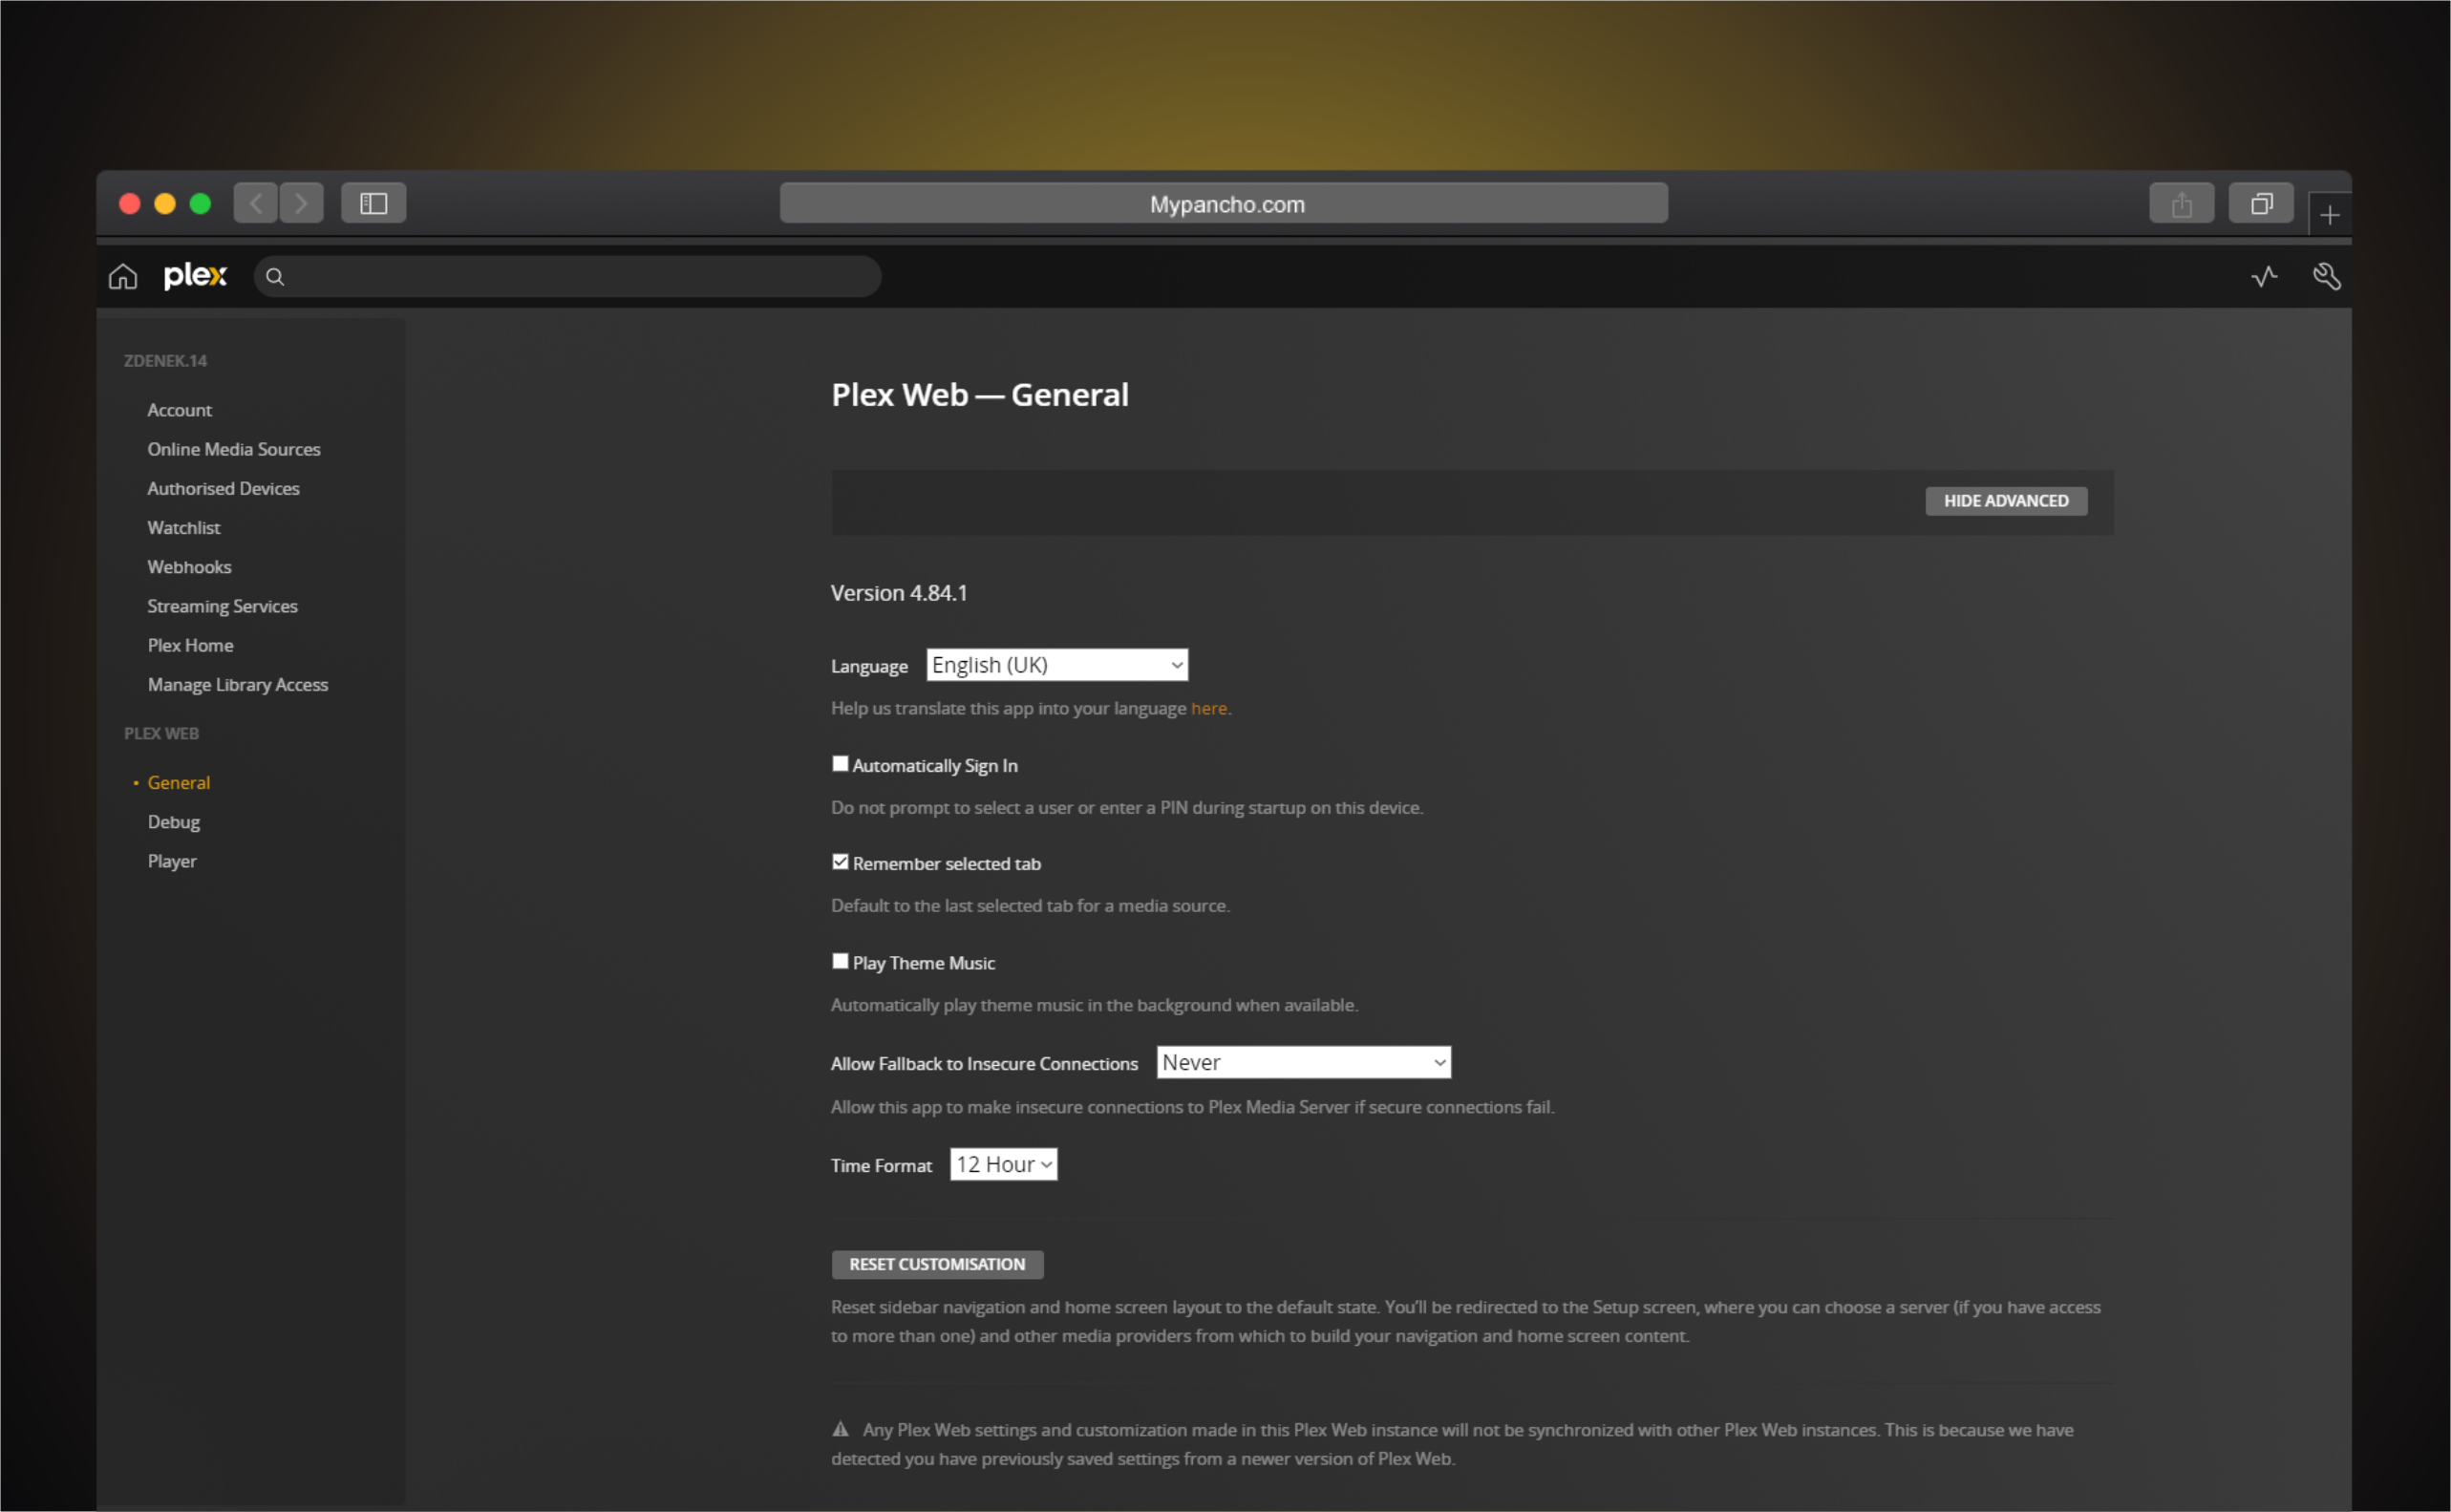 Mypancho.com
plex
ZDENEK.14
Account
Online Media Sources
Authorised Devices
Watchlist
Webhooks
Streaming Services
Plex Home
Manage Library Access
PLEX WEB
General
Debug
Player
Plex Web — General
HIDE ADVANCED
Version 4.84.1
Language English (UK)
Help us translate this app into your language here.
Automatically Sign In
Do not prompt to select a user or enter a PIN during startup on this device.
Remember selected tab
Default to the last selected tab for a media source.
Play Theme Music
Automatically play theme music in the background when available.
Allow Fallback to Insecure Connections Never
Allow this app to make insecure connections to Plex Media Server if secure connections fail.
Time Format 12 Hour
RESET CUSTOMISATION
Reset sidebar navigation and home screen layout to the default state. You'll be redirected to the Setup screen, where you can choose a server (if you have access
to more than one) and other media providers from which to build your navigation and home screen content.
Any Plex Web settings and customization made in this Plex Web instance will not be synchronized with other Plex Web instances. This is because we have
detected you have previously saved settings from a newer version of Plex Web.